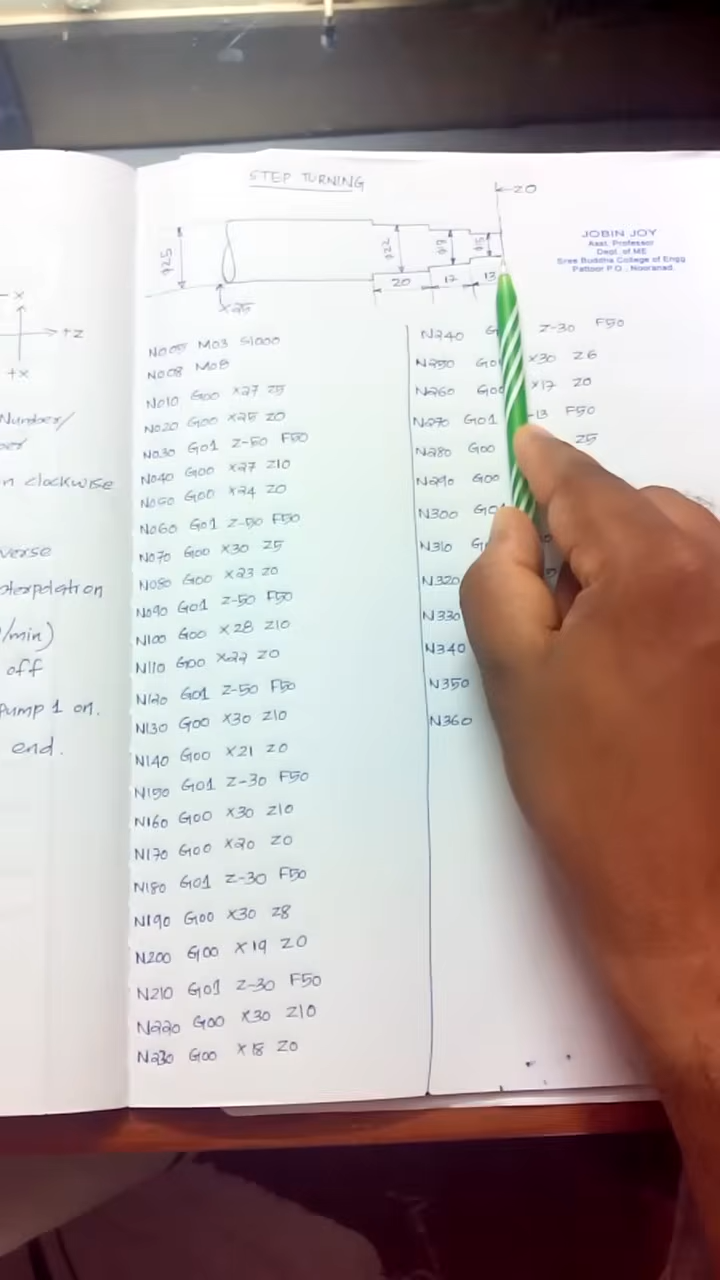 STEP TURNING
Z0
JOBIN JOY
Asst. Professor
Dept. of ME
Sree Buddha College of Engg
Pattoor P.O., Nooranad.
Ø25
Ø22
20
17
13
X25
N005 M03 S1000
N008 M08
N010 G00 X27 Z5
N020 G00 X25 Z0
N030 G01 Z-50 F50
N040 G00 X27 Z10
N050 G00 X24 Z0
N060 G01 Z-50 F50
N070 G00 X30 Z5
N080 G00 X23 Z0
N090 G01 Z-50 F50
N100 G00 X28 Z10
N110 G00 X22 Z0
N120 G01 Z-50 F50
N130 G00 X30 Z10
N140 G00 X21 Z0
N150 G01 Z-30 F50
N160 G00 X30 Z10
N170 G00 X20 Z0
N180 G01 Z-30 F50
N190 G00 X30 Z8
N200 G00 X19 Z0
N210 G01 Z-30 F50
N220 G00 X30 Z10
N230 G00 X18 Z0
N240 Z-30 F50
N250 X30 Z6
N260 G00 X17 Z0
N270 G01 -13 F50
N280 G00 Z5
N290 G00
N300
N310
N320
N330
N340
N350
N360
-X
+Z
+X
Number/
n clockwise
verse
nterpolation
/min)
off
Pump 1 on.
end.